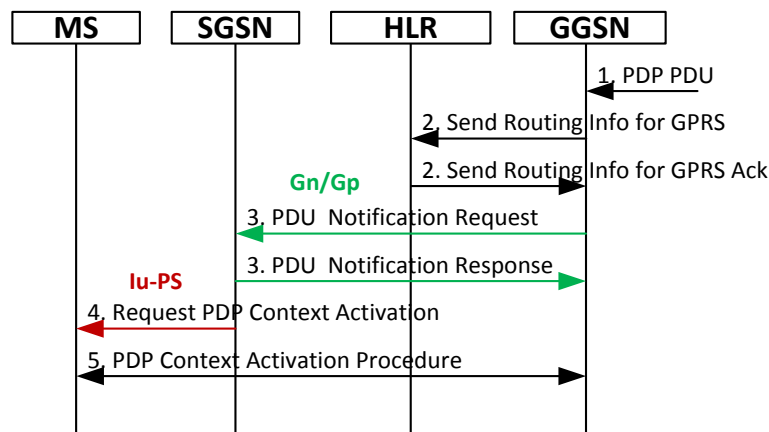 MS SGSN HLR GGSN
1. PDP PDU
2. Send Routing Info for GPRS
2. Send Routing Info for GPRS Ack
Gn/Gp
3. PDU Notification Request
3. PDU Notification Response
Iu-PS
4. Request PDP Context Activation
5. PDP Context Activation Procedure